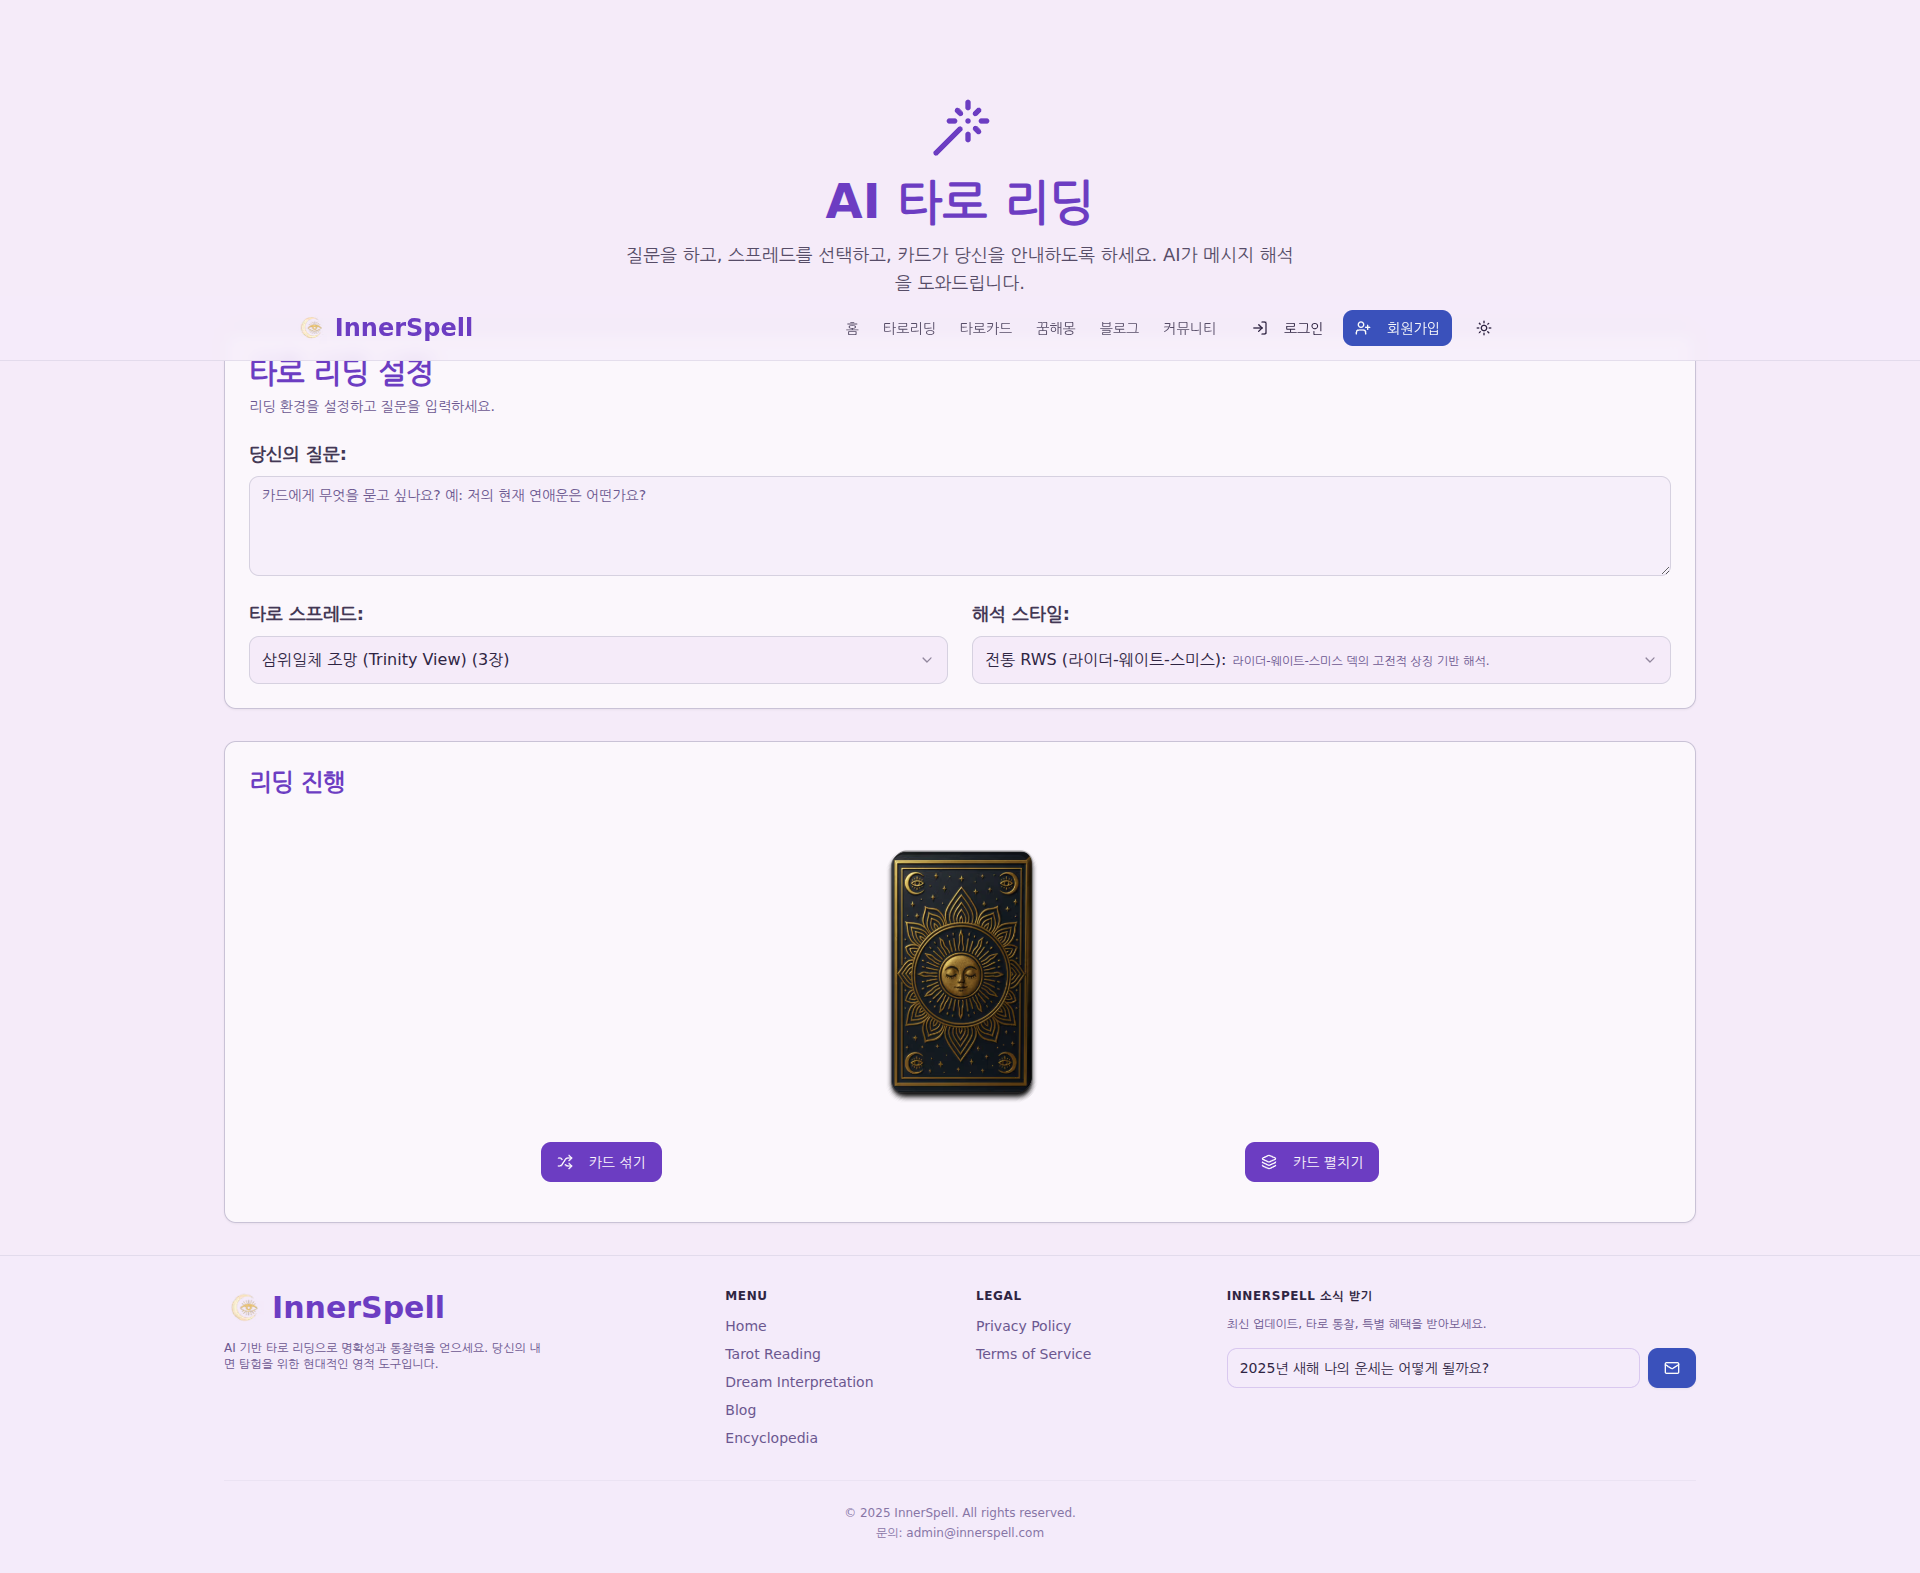 AI 타로 리딩
질문을 하고, 스프레드를 선택하고, 카드가 당신을 안내하도록 하세요. AI가 메시지 해석
을 도와드립니다.
InnerSpell 홈 타로리딩 타로카드 꿈해몽 블로그 커뮤니티 로그인 회원가입
타로 리딩 설정
리딩 환경을 설정하고 질문을 입력하세요.
당신의 질문:
카드에게 무엇을 묻고 싶나요? 예: 저의 현재 연애운은 어떤가요?
타로 스프레드:
삼위일체 조망 (Trinity View) (3장)
해석 스타일:
전통 RWS (라이더-웨이트-스미스): 라이더-웨이트-스미스 덱의 고전적 상징 기반 해석.
리딩 진행
카드 섞기
카드 펼치기
InnerSpell
AI 기반 타로 리딩으로 명확성과 통찰력을 얻으세요. 당신의 내
면 탐험을 위한 현대적인 영적 도구입니다.
MENU
Home
Tarot Reading
Dream Interpretation
Blog
Encyclopedia
LEGAL
Privacy Policy
Terms of Service
INNERSPELL 소식 받기
최신 업데이트, 타로 통찰, 특별 혜택을 받아보세요.
2025년 새해 나의 운세는 어떻게 될까요?
© 2025 InnerSpell. All rights reserved.
문의: admin@innerspell.com